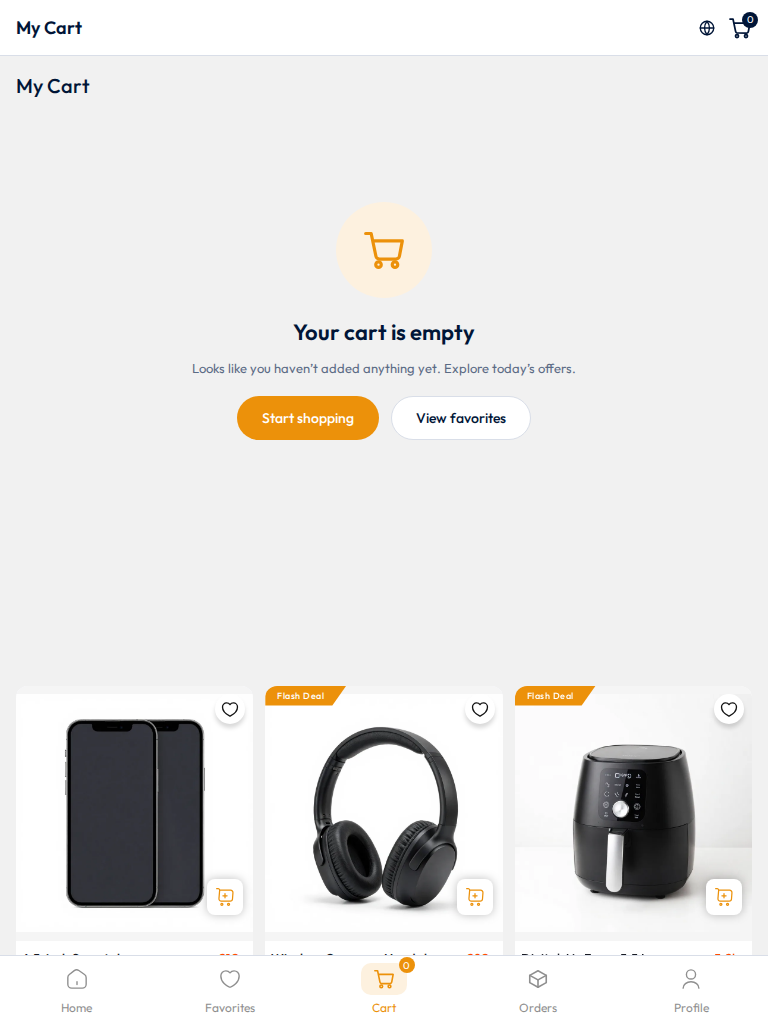 My Cart
0
My Cart
Your cart is empty
Looks like you haven't added anything yet. Explore today's offers.
Start shopping
View favorites
Flash Deal
Flash Deal
0
Home
Favorites
Cart
Orders
Profile